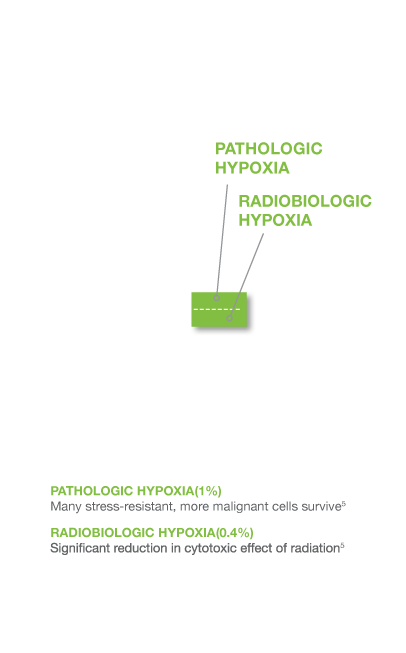 PATHOLOGIC
HYPOXIA
RADIOBIOLOGIC
HYPOXIA
PATHOLOGIC HYPOXIA(1%)
Many stress-resistant, more malignant cells survive⁵
RADIOBIOLOGIC HYPOXIA(0.4%)
Significant reduction in cytotoxic effect of radiation⁵